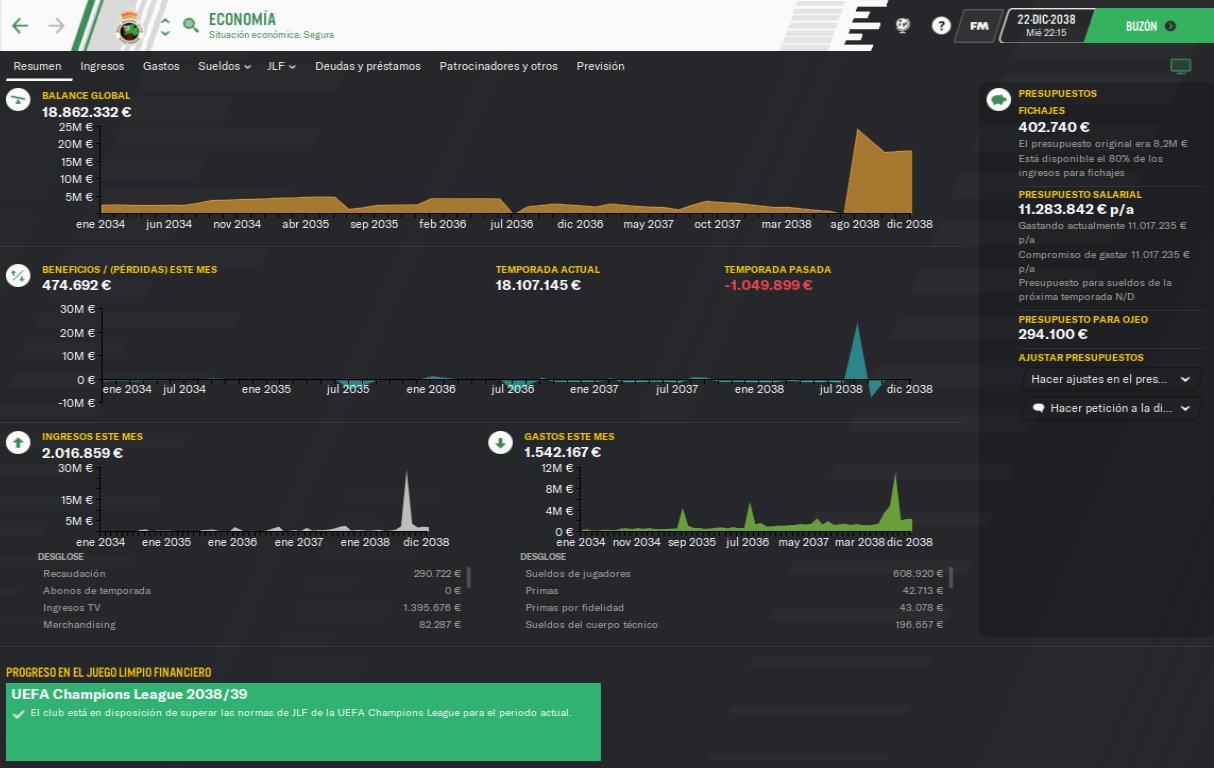 ECONOMÍA
Situación económica: Segura
?
FM
22-DIC-2038
Mié 22:15
BUZÓN
Resumen Ingresos Gastos Sueldos JLF Deudas y préstamos Patrocinadores y otros Previsión
BALANCE GLOBAL
18.862.332 €
25M €
20M €
15M €
10M €
5M €
ene 2034 jun 2034 nov 2034 abr 2035 sep 2035 feb 2036 jul 2036 dic 2036 may 2037 oct 2037 mar 2038 ago 2038 dic 2038
BENEFICIOS / (PÉRDIDAS) ESTE MES
474.692 €
TEMPORADA ACTUAL
18.107.145 €
TEMPORADA PASADA
-1.049.899 €
30M €
20M €
10M €
0 €
-10M €
ene 2034 jul 2034 ene 2035 jul 2035 ene 2036 jul 2036 ene 2037 jul 2037 ene 2038 jul 2038 dic 2038
INGRESOS ESTE MES
2.016.859 €
30M €
15M €
5M €
ene 2034 ene 2035 ene 2036 ene 2037 ene 2038 dic 2038
DESGLOSE
Recaudación 290.722 €
Abonos de temporada 0 €
Ingresos TV 1.395.676 €
Merchandising 82.287 €
GASTOS ESTE MES
1.542.167 €
12M €
8M €
4M €
0 €
ene 2034 nov 2034 sep 2035 jul 2036 may 2037 mar 2038 dic 2038
DESGLOSE
Sueldos de jugadores 608.920 €
Primas 42.713 €
Primas por fidelidad 43.078 €
Sueldos del cuerpo técnico 196.657 €
PRESUPUESTOS
FICHAJES
402.740 €
El presupuesto original era 8,2M €
Está disponible el 80% de los
ingresos para fichajes
PRESUPUESTO SALARIAL
11.283.842 € p/a
Gastando actualmente 11.017.235 €
p/a
Compromiso de gastar 11.017.235 €
p/a
Presupuesto para sueldos de la
próxima temporada N/D
PRESUPUESTO PARA OJEO
294.100 €
AJUSTAR PRESUPUESTOS
Hacer ajustes en el pres...
Hacer petición a la di...
PROGRESO EN EL JUEGO LIMPIO FINANCIERO
UEFA Champions League 2038/39
El club está en disposición de superar las normas de JLF de la UEFA Champions League para el periodo actual.